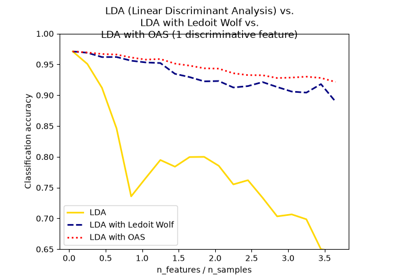 LDA (Linear Discriminant Analysis) vs.
LDA with Ledoit Wolf vs.
LDA with OAS (1 discriminative feature)
1.00
0.95
0.90
0.85
0.80
0.75
0.70
0.65
Classification accuracy
LDA
LDA with Ledoit Wolf
LDA with OAS
0.0 0.5 1.0 1.5 2.0 2.5 3.0 3.5
n_features / n_samples